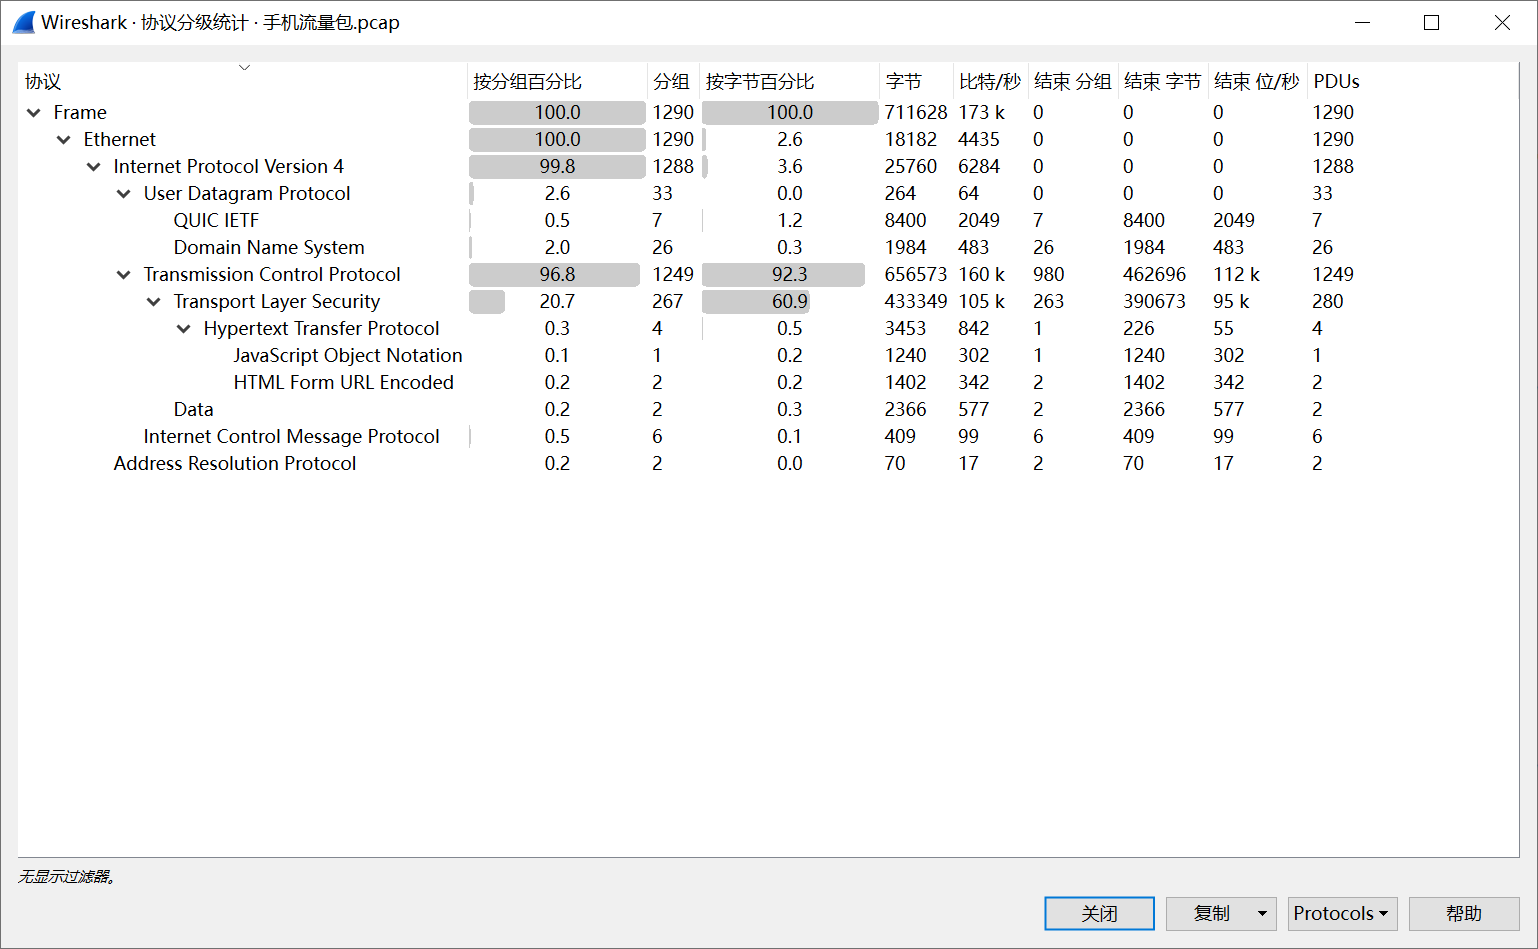 Wireshark · 协议分级统计 · 手机流量包.pcap
协议 按分组百分比 分组 按字节百分比 字节 比特/秒 结束 分组 结束 字节 结束 位/秒 PDUs
Frame 100.0 1290 100.0 711628 173 k 0 0 0 1290
Ethernet 100.0 1290 2.6 18182 4435 0 0 0 1290
Internet Protocol Version 4 99.8 1288 3.6 25760 6284 0 0 0 1288
User Datagram Protocol 2.6 33 0.0 264 64 0 0 0 33
QUIC IETF 0.5 7 1.2 8400 2049 7 8400 2049 7
Domain Name System 2.0 26 0.3 1984 483 26 1984 483 26
Transmission Control Protocol 96.8 1249 92.3 656573 160 k 980 462696 112 k 1249
Transport Layer Security 20.7 267 60.9 433349 105 k 263 390673 95 k 280
Hypertext Transfer Protocol 0.3 4 0.5 3453 842 1 226 55 4
JavaScript Object Notation 0.1 1 0.2 1240 302 1 1240 302 1
HTML Form URL Encoded 0.2 2 0.2 1402 342 2 1402 342 2
Data 0.2 2 0.3 2366 577 2 2366 577 2
Internet Control Message Protocol 0.5 6 0.1 409 99 6 409 99 6
Address Resolution Protocol 0.2 2 0.0 70 17 2 70 17 2
无显示过滤器。
关闭 复制 Protocols 帮助